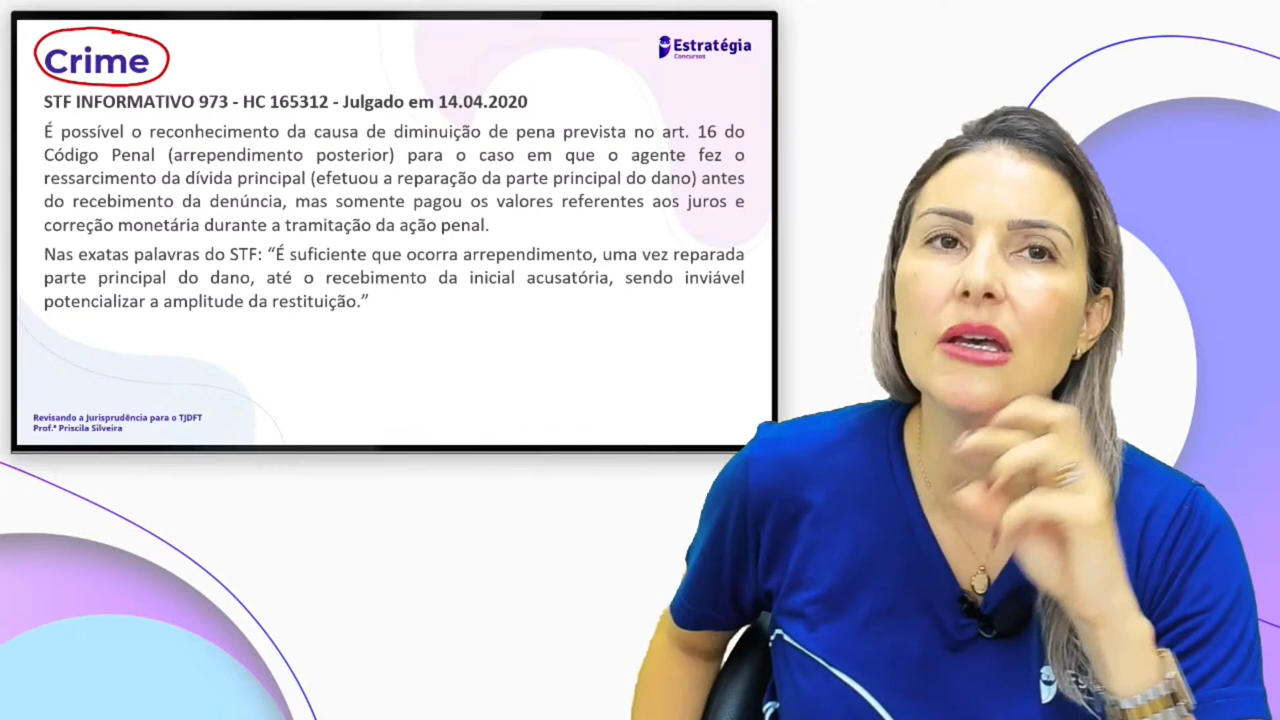 Crime
Estratégia
Concursos
STF INFORMATIVO 973 - HC 165312 - Julgado em 14.04.2020
É possível o reconhecimento da causa de diminuição de pena prevista no art. 16 do
Código Penal (arrependimento posterior) para o caso em que o agente fez o
ressarcimento da dívida principal (efetuou a reparação da parte principal do dano) antes
do recebimento da denúncia, mas somente pagou os valores referentes aos juros e
correção monetária durante a tramitação da ação penal.
Nas exatas palavras do STF: “É suficiente que ocorra arrependimento, uma vez reparada
parte principal do dano, até o recebimento da inicial acusatória, sendo inviável
potencializar a amplitude da restituição.”
Revisando a Jurisprudência para o TJDFT
Prof.ª Priscila Silveira